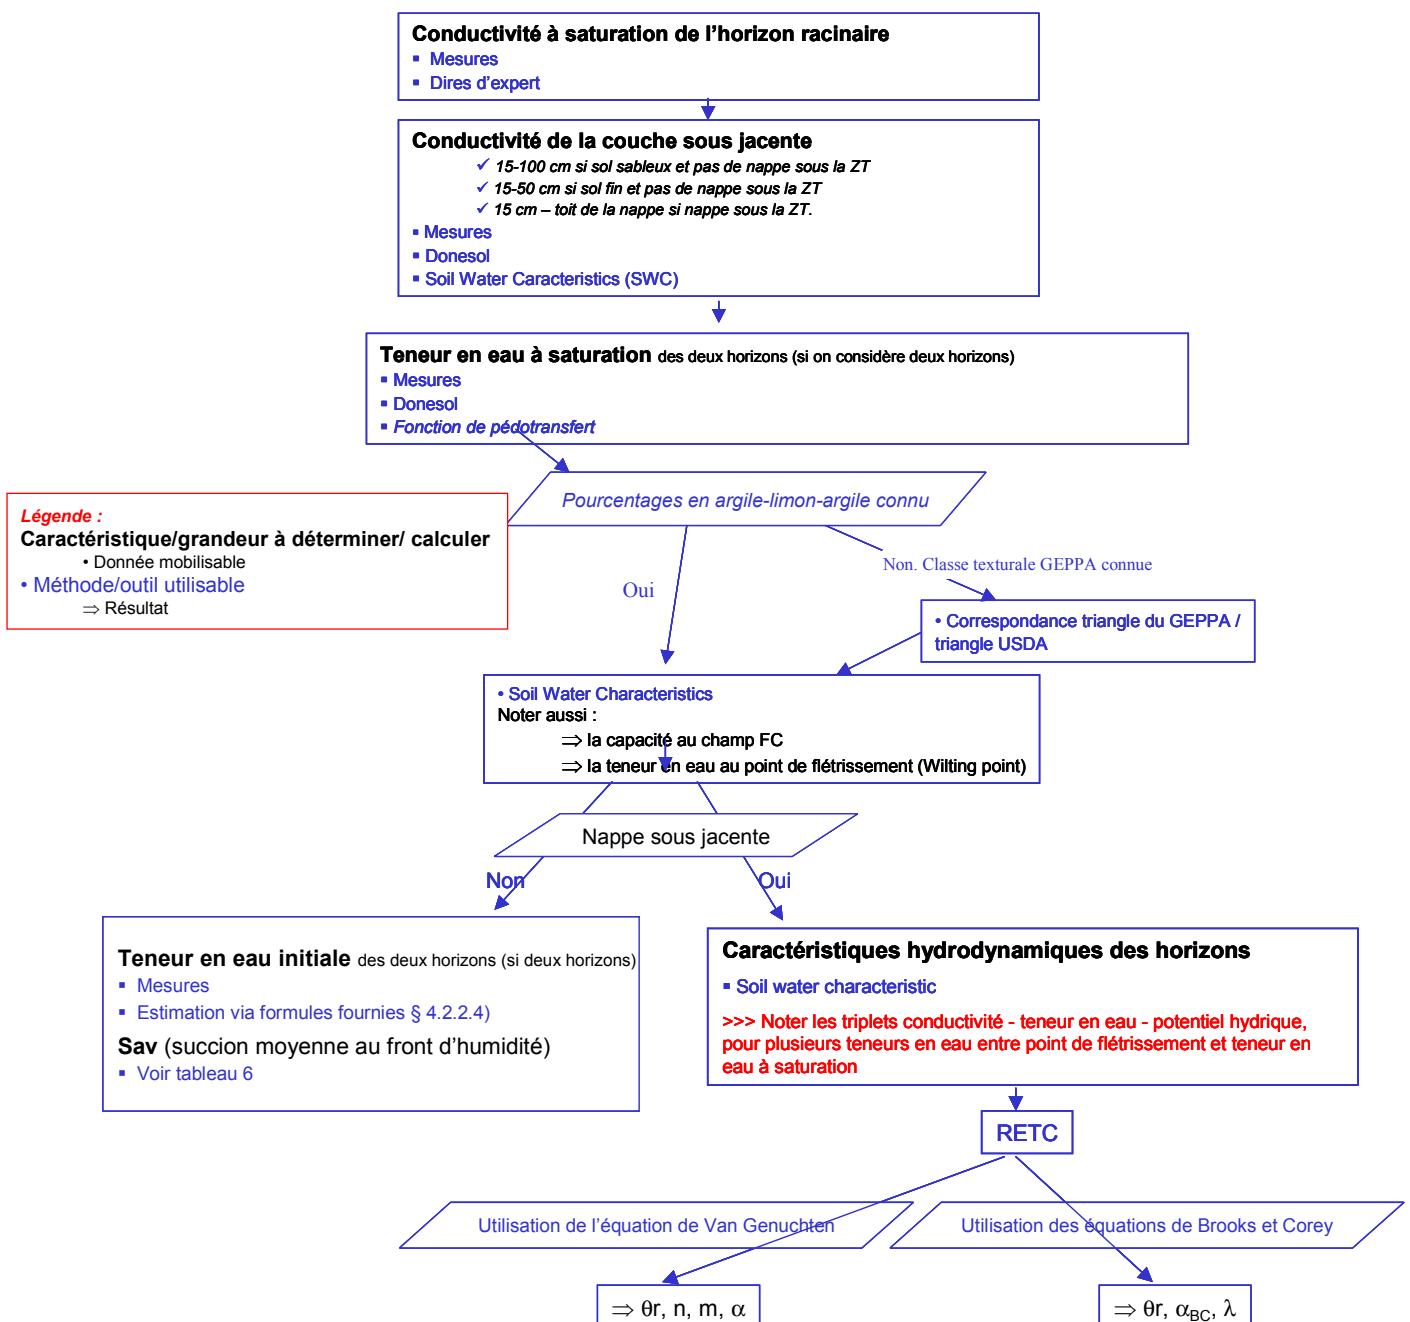 Conductivité à saturation de l'horizon racinaire
▪ Mesures
▪ Dires d'expert
Conductivité de la couche sous jacente
✓ 15-100 cm si sol sableux et pas de nappe sous la ZT
✓ 15-50 cm si sol fin et pas de nappe sous la ZT
✓ 15 cm – toit de la nappe si nappe sous la ZT.
▪ Mesures
▪ Donesol
▪ Soil Water Caracteristics (SWC)
Teneur en eau à saturation des deux horizons (si on considère deux horizons)
▪ Mesures
▪ Donesol
▪ Fonction de pédotransfert
Pourcentages en argile-limon-argile connu
Légende :
Caractéristique/grandeur à déterminer/ calculer
• Donnée mobilisable
• Méthode/outil utilisable
⇒ Résultat
Oui
Non. Classe texturale GEPPA connue
• Correspondance triangle du GEPPA /
triangle USDA
• Soil Water Characteristics
Noter aussi :
⇒ la capacité au champ FC
⇒ la teneur en eau au point de flétrissement (Wilting point)
Nappe sous jacente
Non
Oui
Teneur en eau initiale des deux horizons (si deux horizons)
▪ Mesures
▪ Estimation via formules fournies § 4.2.2.4)
Sav (succion moyenne au front d'humidité)
▪ Voir tableau 6
Caractéristiques hydrodynamiques des horizons
▪ Soil water characteristic
>>> Noter les triplets conductivité - teneur en eau - potentiel hydrique,
pour plusieurs teneurs en eau entre point de flétrissement et teneur en
eau à saturation
RETC
Utilisation de l'équation de Van Genuchten
Utilisation des équations de Brooks et Corey
⇒ θr, n, m, α
⇒ θr, αBC, λ